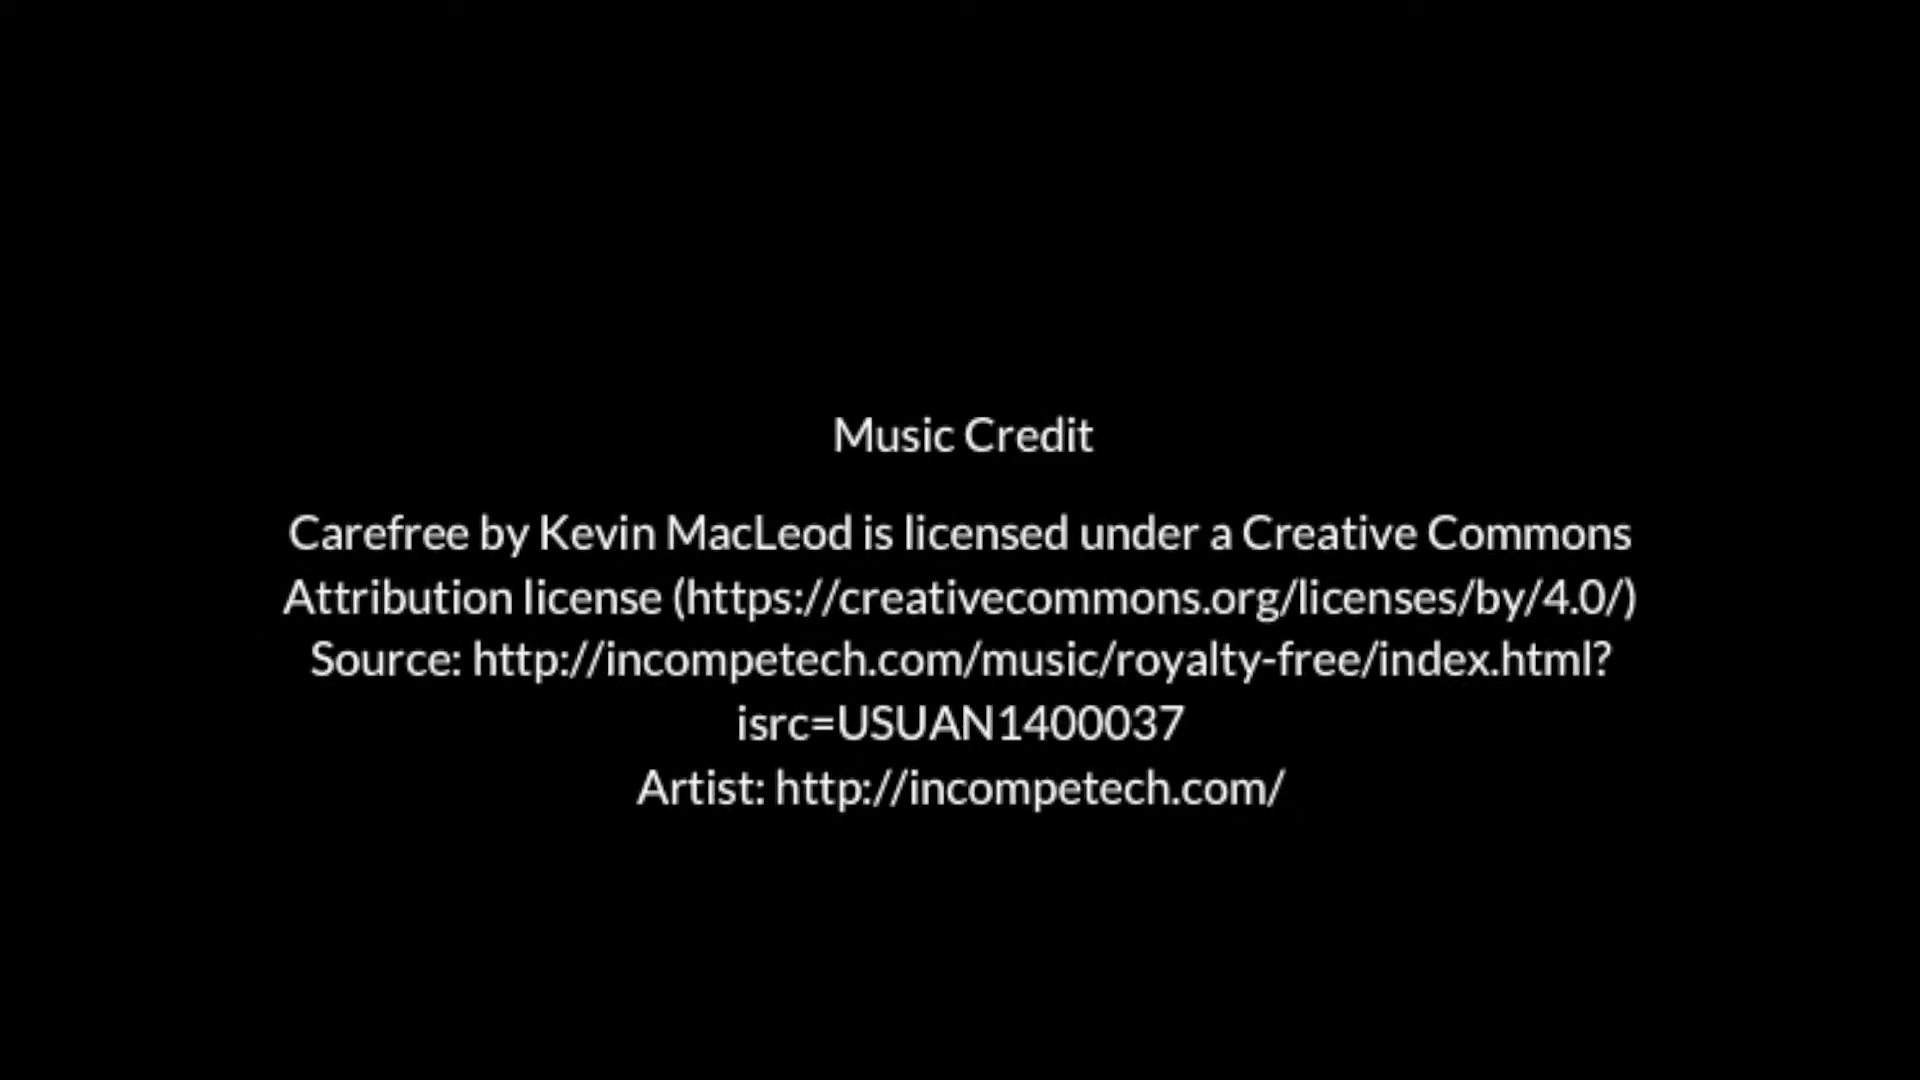 Music Credit
Carefree by Kevin MacLeod is licensed under a Creative Commons
Attribution license (https://creativecommons.org/licenses/by/4.0/)
Source: http://incompetech.com/music/royalty-free/index.html?
isrc=USUAN1400037
Artist: http://incompetech.com/